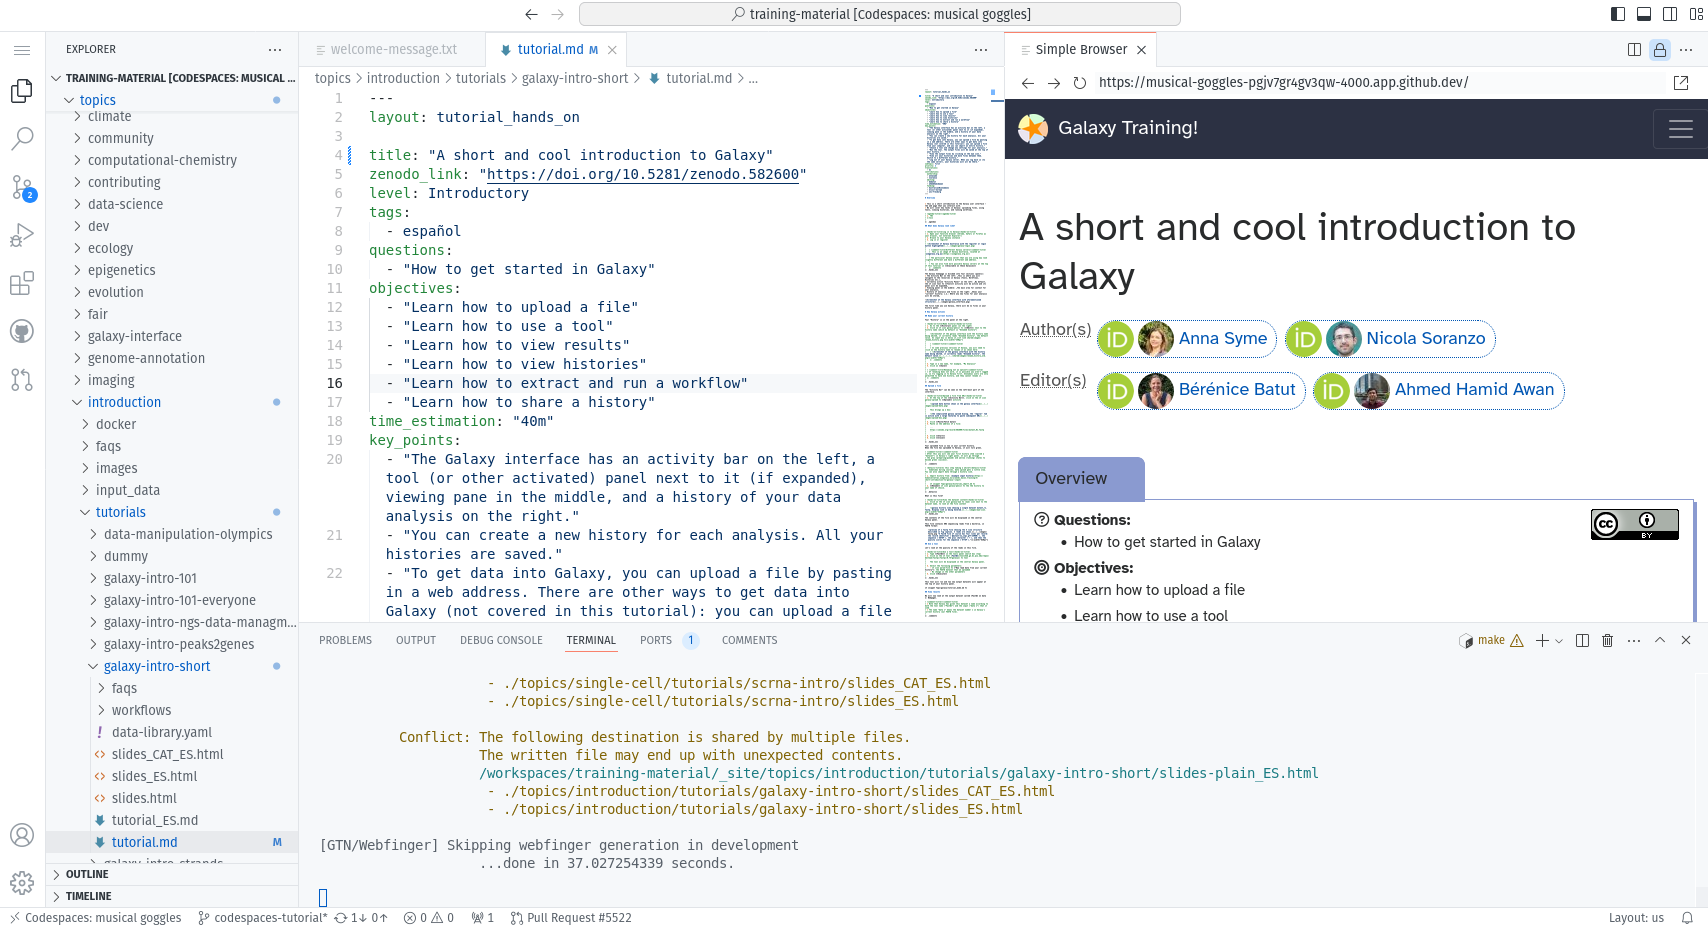 training-material [Codespaces: musical goggles]
EXPLORER
TRAINING-MATERIAL [CODESPACES: MUSICAL ...
topics
climate
community
computational-chemistry
contributing
data-science
dev
ecology
epigenetics
evolution
fair
galaxy-interface
genome-annotation
imaging
introduction
docker
faqs
images
input_data
tutorials
data-manipulation-olympics
dummy
galaxy-intro-101
galaxy-intro-101-everyone
galaxy-intro-ngs-data-managm...
galaxy-intro-peaks2genes
galaxy-intro-short
faqs
workflows
! data-library.yaml
<> slides_CAT_ES.html
<> slides_ES.html
<> slides.html
tutorial_ES.md
tutorial.md M
galaxy-intro-strands
OUTLINE
TIMELINE
2
welcome-message.txt
tutorial.md M
topics > introduction > tutorials > galaxy-intro-short > tutorial.md > ...
1 ---
2 layout: tutorial_hands_on
3
4 title: "A short and cool introduction to Galaxy"
5 zenodo_link: "https://doi.org/10.5281/zenodo.582600"
6 level: Introductory
7 tags:
8 - español
9 questions:
10 - "How to get started in Galaxy"
11 objectives:
12 - "Learn how to upload a file"
13 - "Learn how to use a tool"
14 - "Learn how to view results"
15 - "Learn how to view histories"
16 - "Learn how to extract and run a workflow"
17 - "Learn how to share a history"
18 time_estimation: "40m"
19 key_points:
20 - "The Galaxy interface has an activity bar on the left, a
tool (or other activated) panel next to it (if expanded),
viewing pane in the middle, and a history of your data
analysis on the right."
21 - "You can create a new history for each analysis. All your
histories are saved."
22 - "To get data into Galaxy, you can upload a file by pasting
in a web address. There are other ways to get data into
Galaxy (not covered in this tutorial): you can upload a file
Simple Browser
https://musical-goggles-pgjv7gr4gv3qw-4000.app.github.dev/
Galaxy Training!
A short and cool introduction to
Galaxy
Author(s) iD Anna Syme iD Nicola Soranzo
Editor(s) iD Bérénice Batut iD Ahmed Hamid Awan
Overview
Questions:
• How to get started in Galaxy
Objectives:
• Learn how to upload a file
• Learn how to use a tool
cc BY
PROBLEMS OUTPUT DEBUG CONSOLE TERMINAL PORTS 1 COMMENTS
make
- ./topics/single-cell/tutorials/scrna-intro/slides_CAT_ES.html
- ./topics/single-cell/tutorials/scrna-intro/slides_ES.html
Conflict: The following destination is shared by multiple files.
The written file may end up with unexpected contents.
/workspaces/training-material/_site/topics/introduction/tutorials/galaxy-intro-short/slides-plain_ES.html
- ./topics/introduction/tutorials/galaxy-intro-short/slides_CAT_ES.html
- ./topics/introduction/tutorials/galaxy-intro-short/slides_ES.html
[GTN/Webfinger] Skipping webfinger generation in development
...done in 37.027254339 seconds.
Codespaces: musical goggles codespaces-tutorial* 1↓ 0↑ 0 0 1 Pull Request #5522 Layout: us